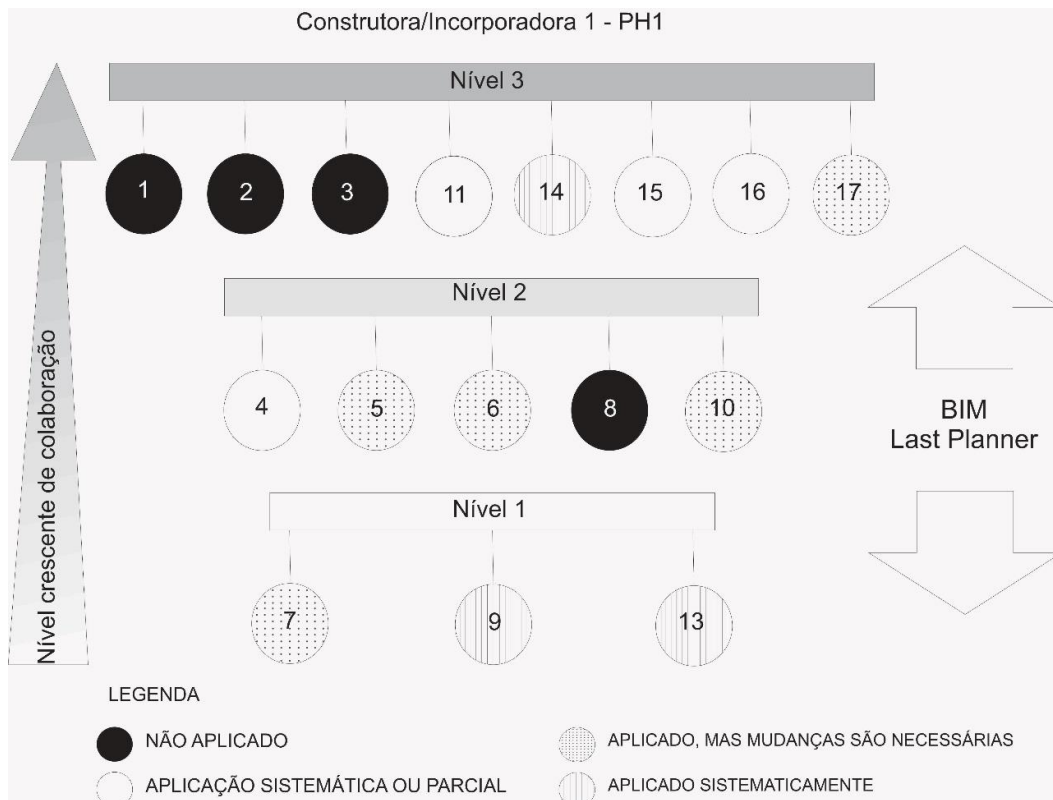 Construtora/Incorporadora 1 - PH1
Nível 3
1 2 3 11 14 15 16 17
Nível 2
4 5 6 8 10
Nível 1
7 9 13
Nível crescente de colaboração
BIM
Last Planner
LEGENDA
NÃO APLICADO
APLICADO, MAS MUDANÇAS SÃO NECESSÁRIAS
APLICAÇÃO SISTEMÁTICA OU PARCIAL
APLICADO SISTEMATICAMENTE